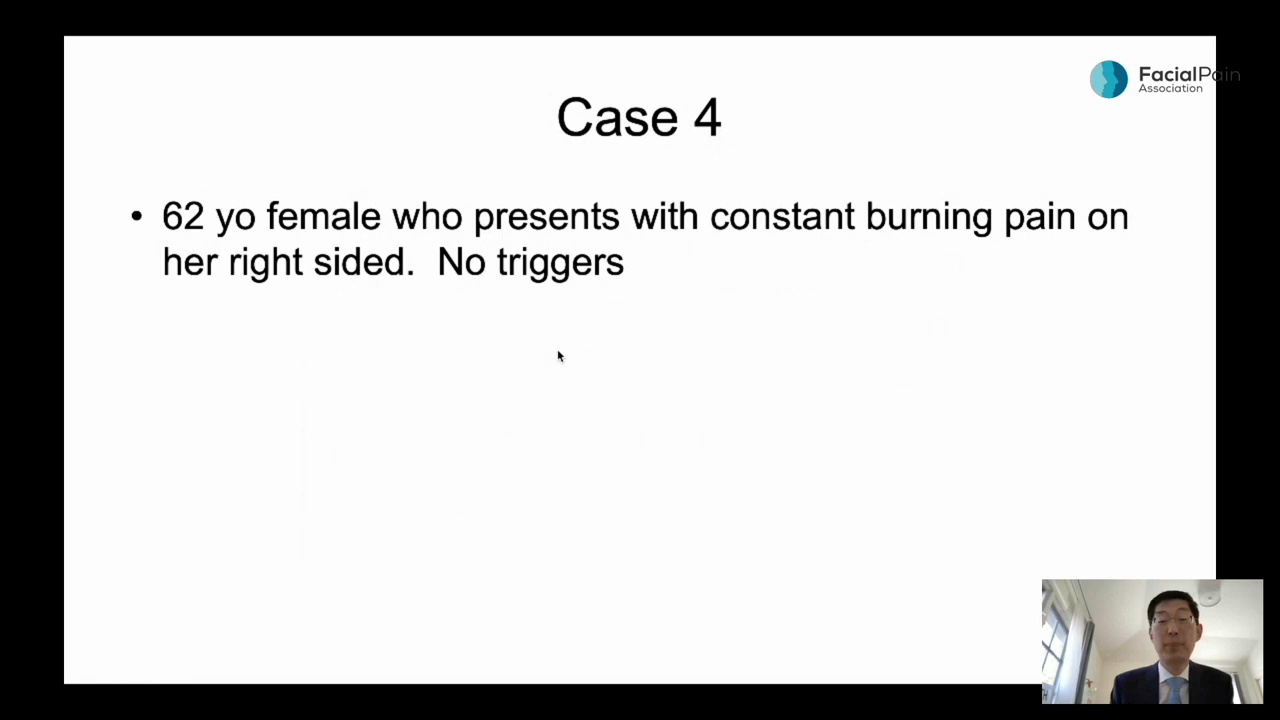 FacialPain
Association
Case 4
• 62 yo female who presents with constant burning pain on
her right sided.  No triggers